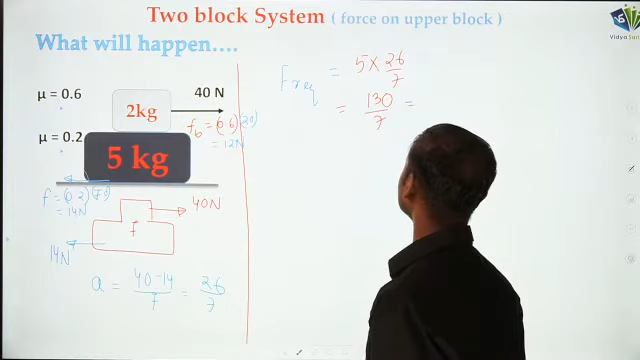 Two block System ( force on upper block )
What will happen....
μ = 0.6
2kg
40 N
f₆ = (0.6)(20)
= 12N
μ = 0.2
5 kg
f = (0.2)(70)
= 14N
40N
7
14N
a = 40-14/7 = 26/7
Freq = 5 × 26/7
= 130/7 =
Vidya